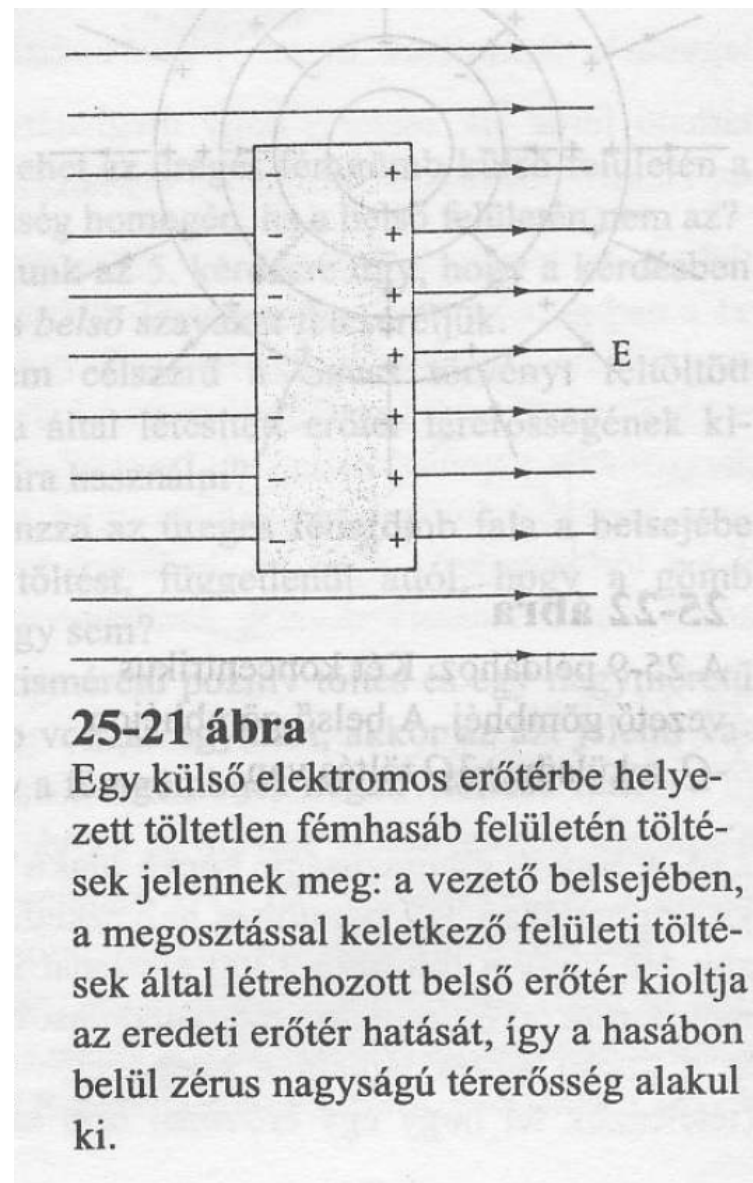 E
25-21 ábra
Egy külső elektromos erőtérbe helye-
zett töltetlen fémhasáb felületén tölté-
sek jelennek meg: a vezető belsejében,
a megosztással keletkező felületi tölté-
sek által létrehozott belső erőtér kioltja
az eredeti erőtér hatását, így a hasábon
belül zérus nagyságú térerősség alakul
ki.